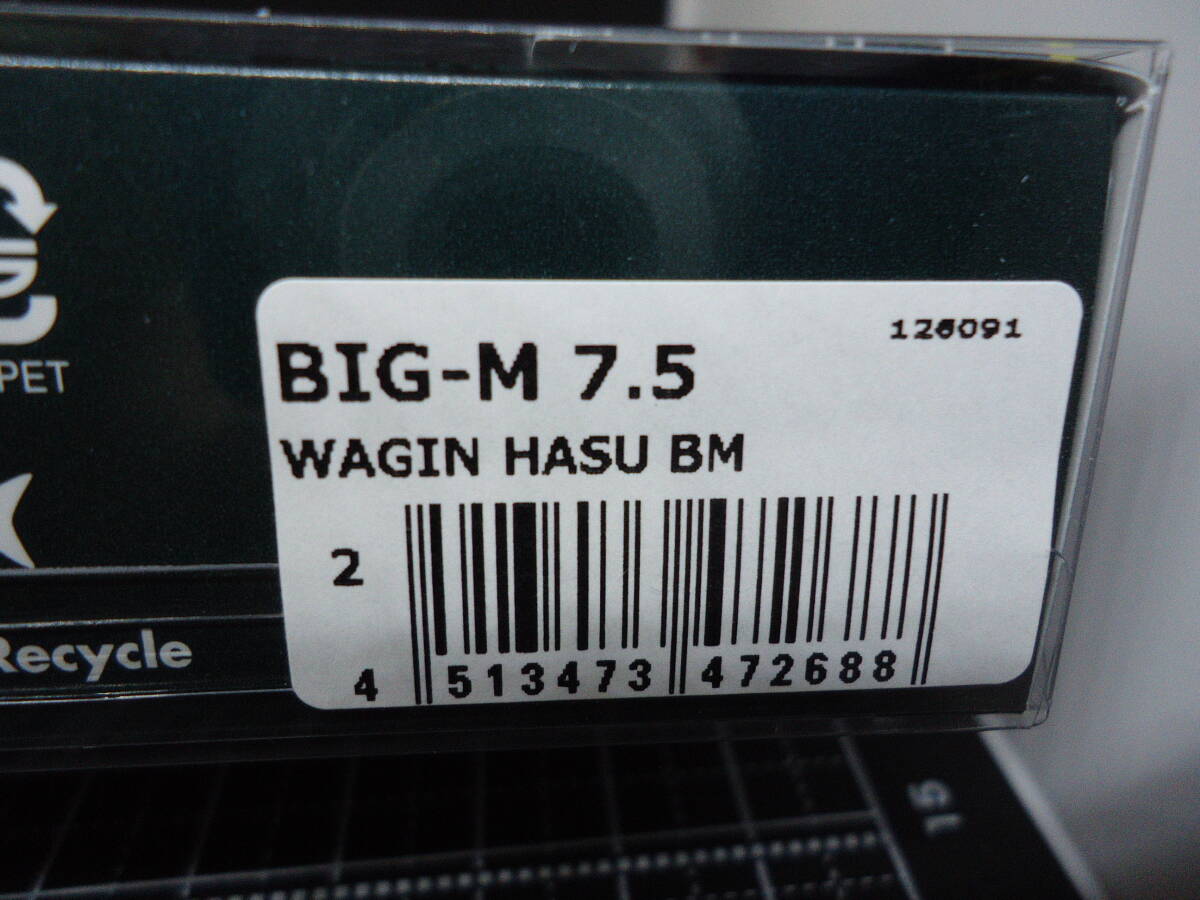 126091
BIG-M 7.5
WAGIN HASU BM
2
4 513473 472688
PET
Recycle
15